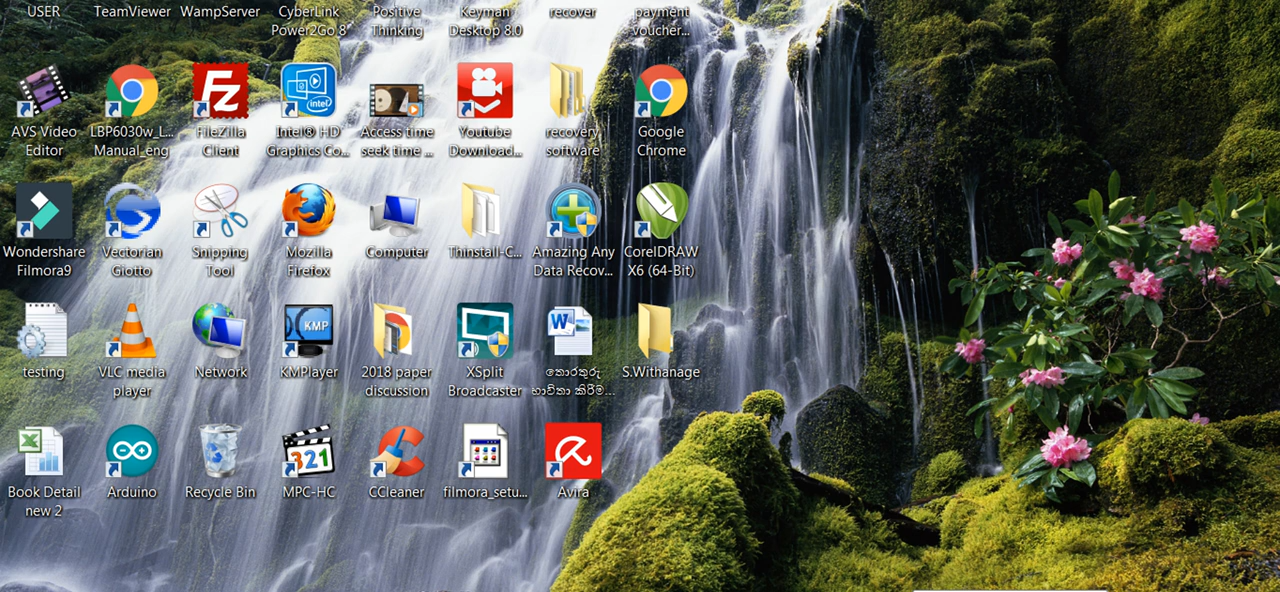 USER
TeamViewer
WampServer
CyberLink
Power2Go 8
Positive
Thinking
Keyman
Desktop 8.0
recover
payment
voucher...
AVS Video
Editor
LBP6030w_L...
Manual_eng
FileZilla
Client
Intel® HD
Graphics Co...
Access time
seek time ...
Youtube
Download...
recovery
software
Google
Chrome
Wondershare
Filmora9
Vectorian
Giotto
Snipping
Tool
Mozilla
Firefox
Computer
Thinstall-C...
Amazing Any
Data Recov...
CorelDRAW
X6 (64-Bit)
testing
VLC media
player
Network
KMP
KMPlayer
2018 paper
discussion
XSplit
Broadcaster
තොරතුරු
භාවිතා කිරීම...
S.Withanage
Book Detail
new 2
Arduino
Recycle Bin
321
MPC-HC
CCleaner
filmora_setu...
Avira
intel